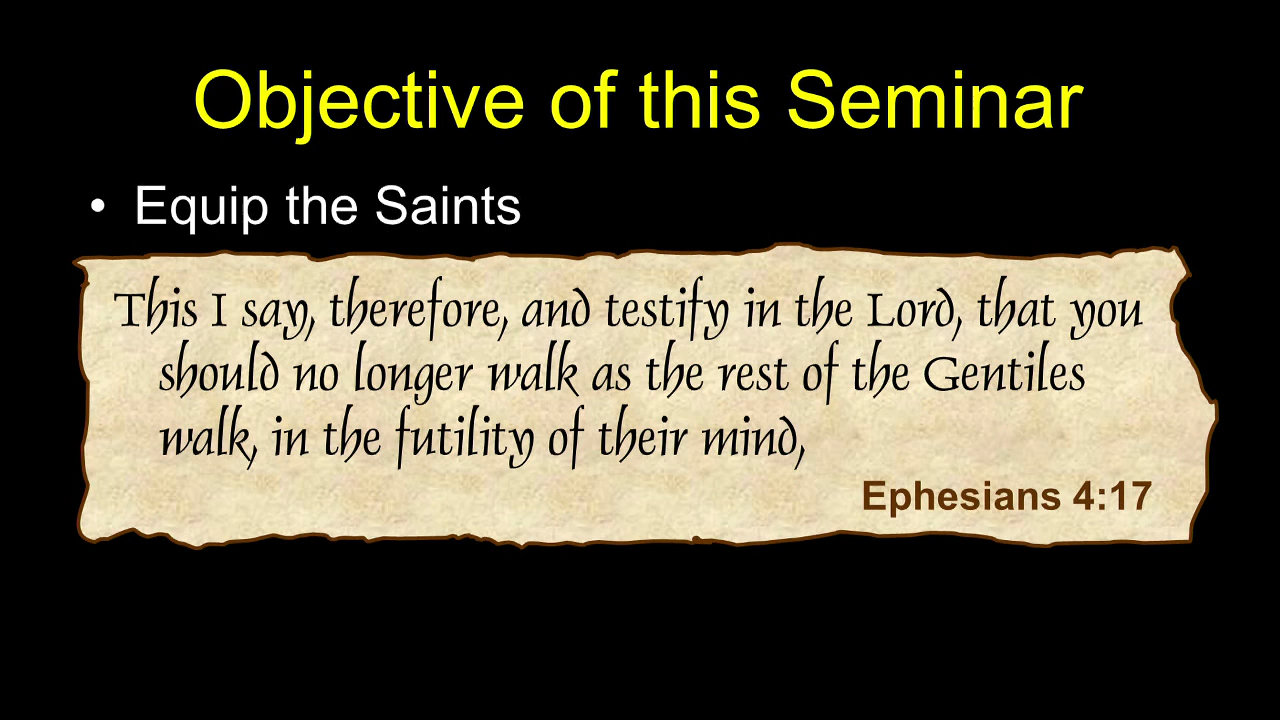 Objective of this Seminar
• Equip the Saints
This I say, therefore, and testify in the Lord, that you
should no longer walk as the rest of the Gentiles
walk, in the futility of their mind,
Ephesians 4:17